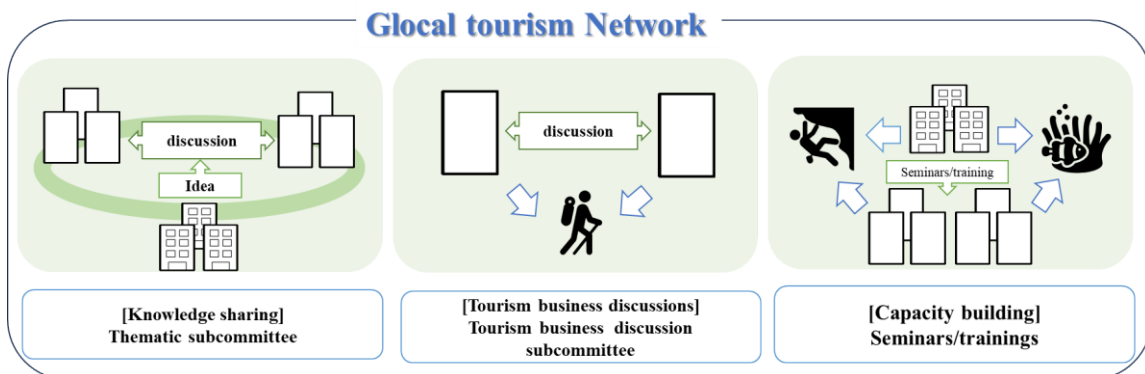 Glocal tourism Network
discussion
Idea
[Knowledge sharing]
Thematic subcommittee
discussion
[Tourism business discussions]
Tourism business discussion
subcommittee
Seminars/training
[Capacity building]
Seminars/trainings